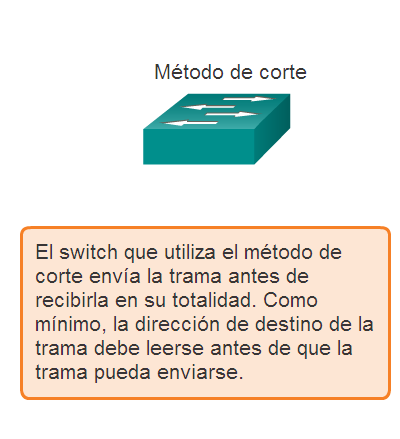 Método de corte
El switch que utiliza el método de
corte envía la trama antes de
recibirla en su totalidad. Como
mínimo, la dirección de destino de la
trama debe leerse antes de que la
trama pueda enviarse.